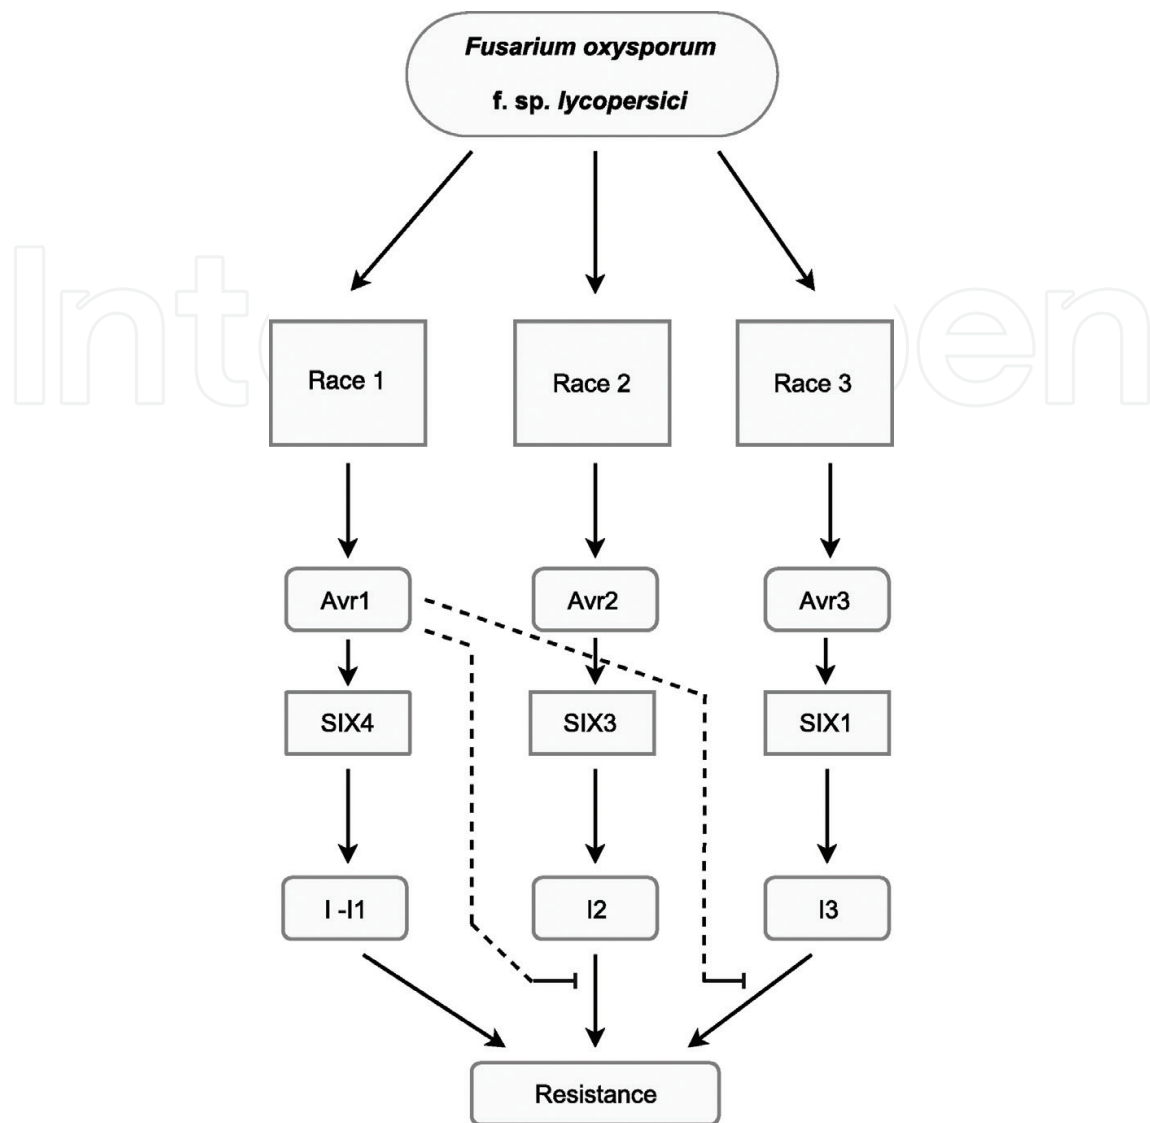 Fusarium oxysporum
f. sp. lycopersici
Race 1
Race 2
Race 3
Avr1
Avr2
Avr3
SIX4
SIX3
SIX1
I -I1
I2
I3
Resistance